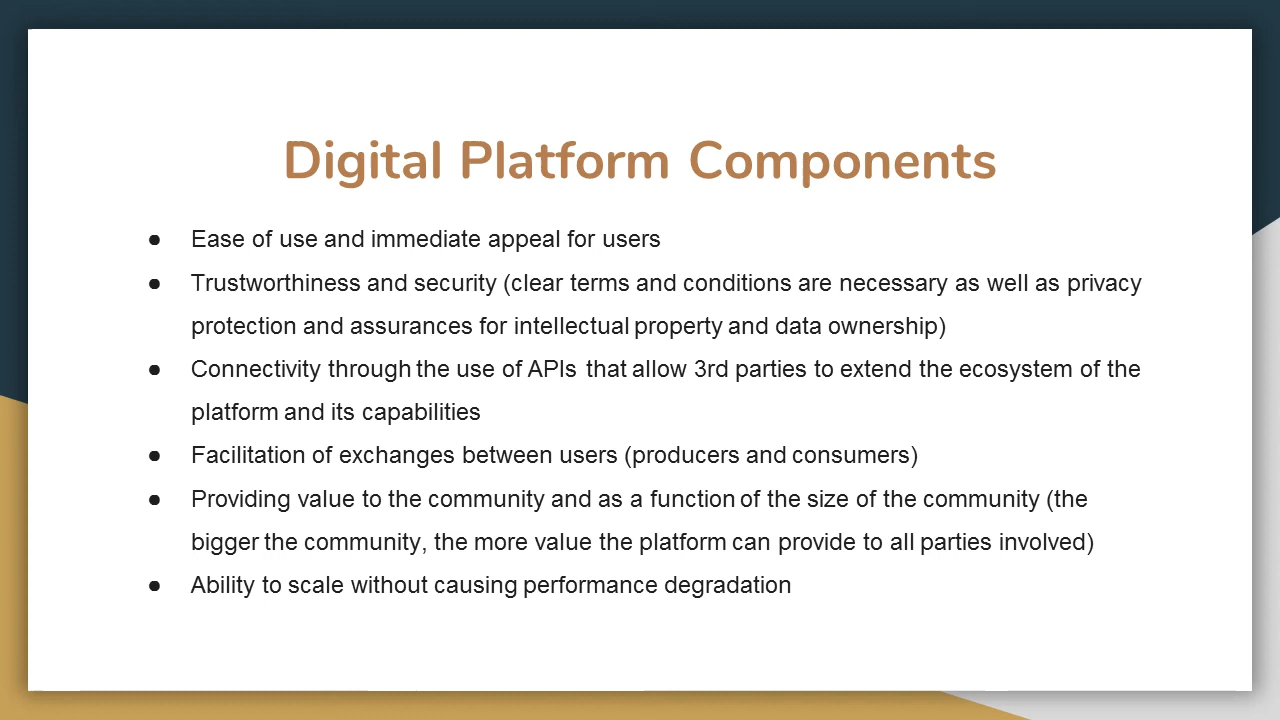 Digital Platform Components
● Ease of use and immediate appeal for users
● Trustworthiness and security (clear terms and conditions are necessary as well as privacy
protection and assurances for intellectual property and data ownership)
● Connectivity through the use of APIs that allow 3rd parties to extend the ecosystem of the
platform and its capabilities
● Facilitation of exchanges between users (producers and consumers)
● Providing value to the community and as a function of the size of the community (the
bigger the community, the more value the platform can provide to all parties involved)
● Ability to scale without causing performance degradation